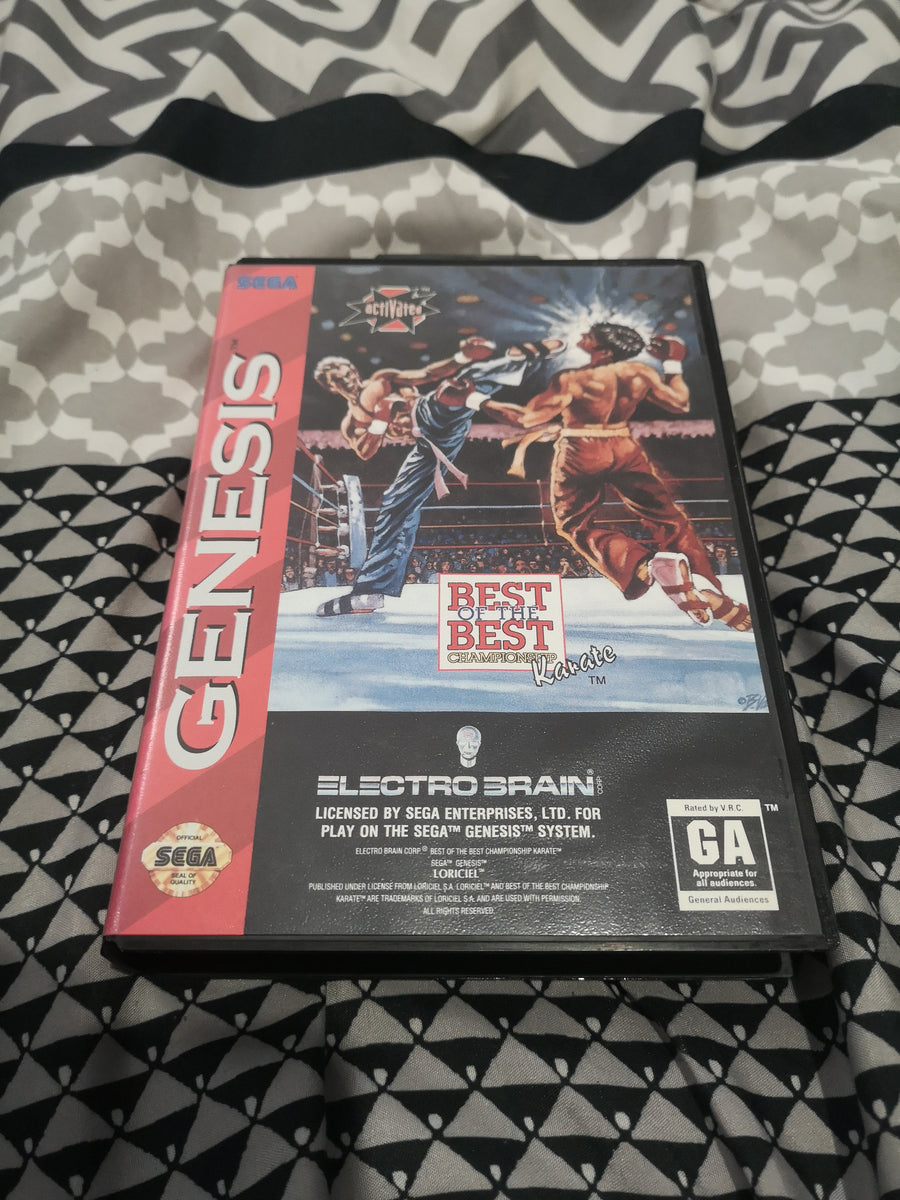 SEGA
GENESIS™
activated™
BEST
OF THE
BEST
CHAMPIONSHIP
Karate
TM
ELECTRO BRAIN® CORP
LICENSED BY SEGA ENTERPRISES, LTD. FOR
PLAY ON THE SEGA™ GENESIS™ SYSTEM.
ELECTRO BRAIN CORP® BEST OF THE BEST CHAMPIONSHIP KARATE™
SEGA™ GENESIS™
LORICIEL™
PUBLISHED UNDER LICENSE FROM LORICIEL S.A. LORICIEL™ AND BEST OF THE BEST CHAMPIONSHIP
KARATE™ ARE TRADEMARKS OF LORICIEL S.A. AND ARE USED WITH PERMISSION.
ALL RIGHTS RESERVED.
OFFICIAL
SEGA
SEAL OF
QUALITY
Rated by V.R.C. ™
GA
Appropriate for
all audiences.
General Audiences